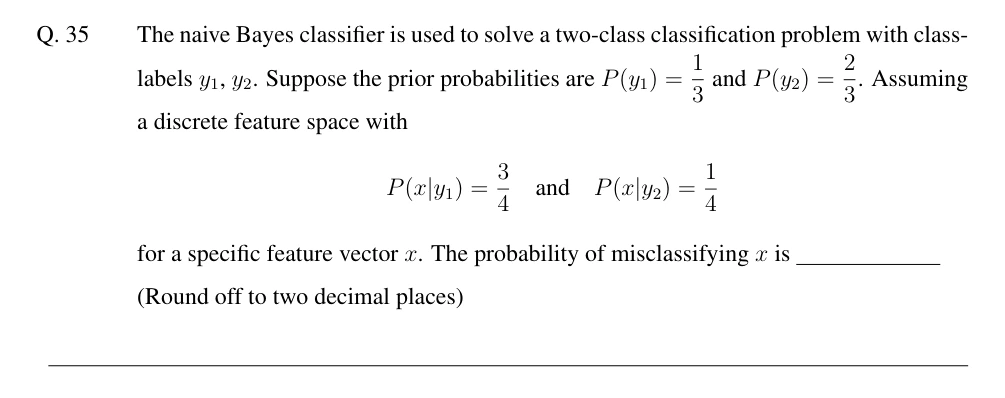 Q. 35 The naive Bayes classifier is used to solve a two-class classification problem with class-
labels y₁, y₂. Suppose the prior probabilities are P(y₁) = 1/3 and P(y₂) = 2/3. Assuming
a discrete feature space with
P(x|y₁) = 3/4 and P(x|y₂) = 1/4
for a specific feature vector x. The probability of misclassifying x is ____________
(Round off to two decimal places)